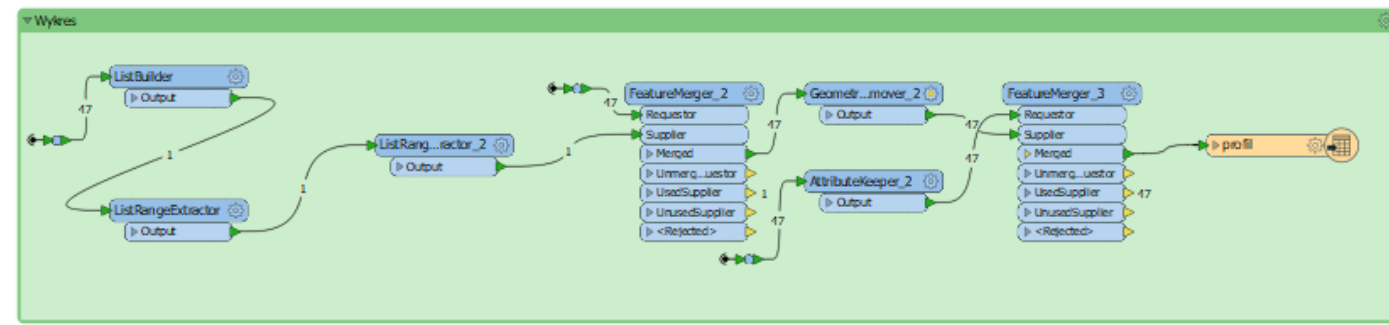 Wykres
ListBuilder
Output
47
1
ListRangeExtractor
Output
1
ListRang...ractor_2
Output
1
47
FeatureMerger_2
Requestor
Supplier
Merged
Unmerg...uestor
UsedSupplier
1
UnusedSupplier
<Rejected>
47
Geometr...mover_2
Output
47
AttributeKeeper_2
Output
47
47
FeatureMerger_3
Requestor
Supplier
Merged
Unmerg...uestor
UsedSupplier
47
UnusedSupplier
<Rejected>
profil